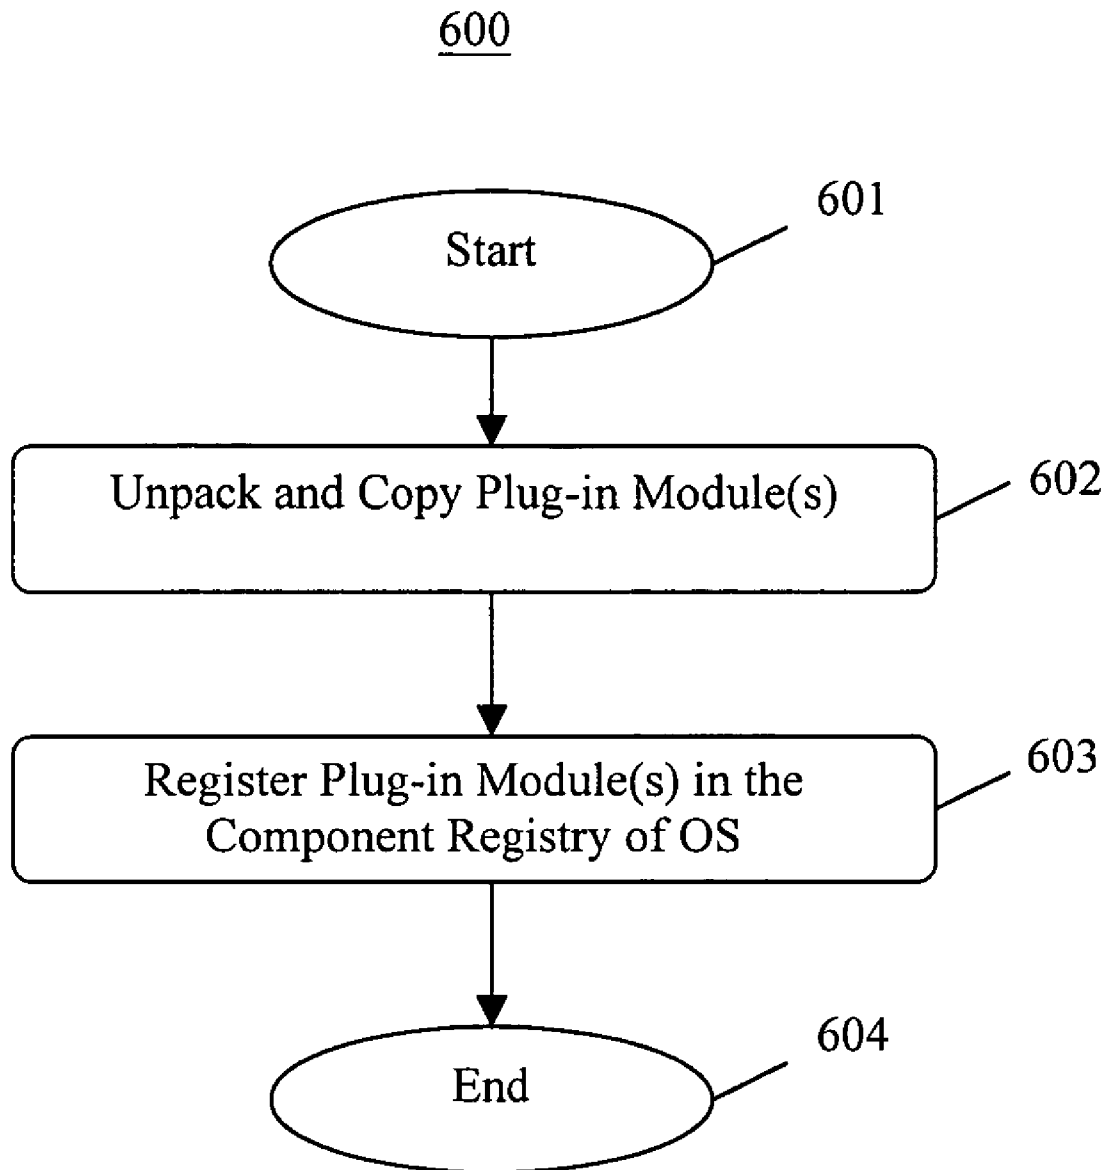 600
601
Start
602
Unpack and Copy Plug-in Module(s)
603
Register Plug-in Module(s) in the
Component Registry of OS
604
End